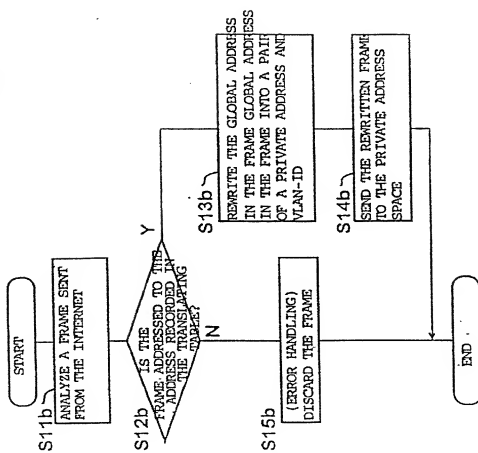 START
S11b
ANALYZE A FRAME SENT
FROM THE INTERNET
S12b
IS THE
FRAME ADDRESSED TO THE
ADDRESS RECORDED IN
THE TRANSLATING
TABLE?
Y
N
S13b
REWRITE THE GLOBAL ADDRESS
IN THE FRAME GLOBAL ADDRESS
IN THE FRAME INTO A PAIR
OF A PRIVATE ADDRESS AND
VLAN-ID
S14b
SEND THE REWRITTEN FRAME
TO THE PRIVATE ADDRESS
SPACE
S15b
(ERROR HANDLING)
DISCARD THE FRAME
END